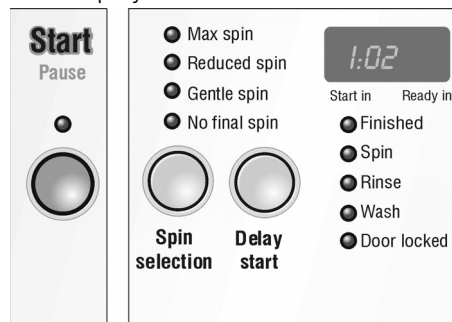 Start
Pause
Max spin
Reduced spin
Gentle spin
No final spin
Spin
selection
Delay
start
1:02
Start in Ready in
Finished
Spin
Rinse
Wash
Door locked